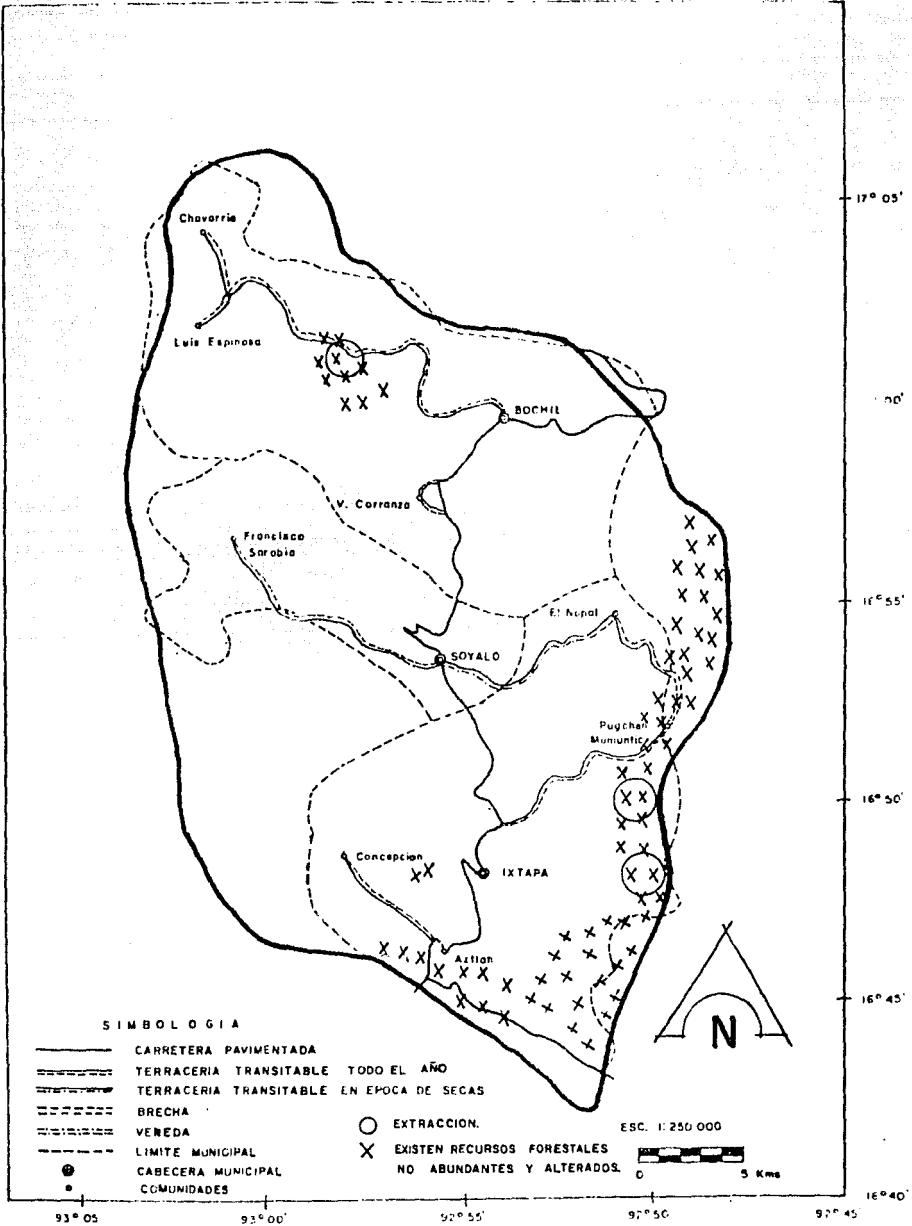 17° 05'
Chavarria
Luis Espinosa
00'
BOCHIL
V. Carranza
Francisco
Sarabia
16° 55'
El Nopal
SOYALO
Pugchen
Mumuntic
16° 50'
Concepcion
IXTAPA
Aztlan
16° 45'
N
SIMBOLOGIA
CARRETERA PAVIMENTADA
TERRACERIA TRANSITABLE TODO EL AÑO
TERRACERIA TRANSITABLE EN EPOCA DE SECAS
BRECHA
VEREDA
LIMITE MUNICIPAL
CABECERA MUNICIPAL
COMUNIDADES
EXTRACCION.
EXISTEN RECURSOS FORESTALES
NO ABUNDANTES Y ALTERADOS.
ESC. 1:250 000
0 5 Kms
16° 40'
93° 05' 93° 00' 92° 55' 92° 50' 92° 45'